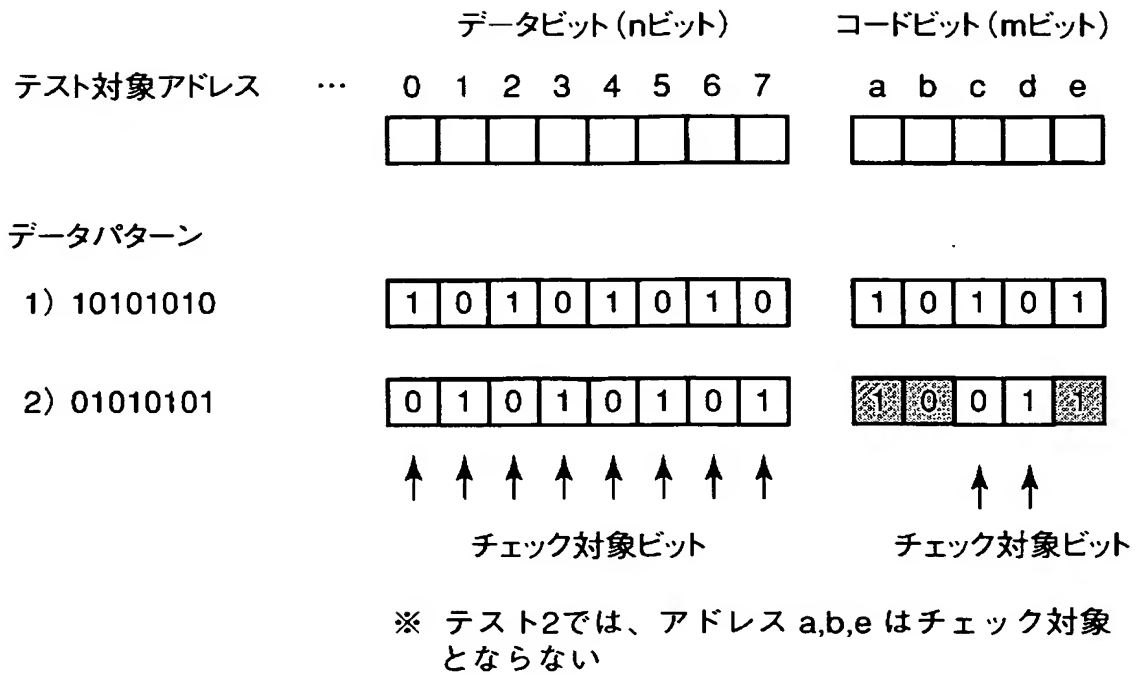 データビット(nビット) コードビット(mビット)
テスト対象アドレス … 0 1 2 3 4 5 6 7 a b c d e
データパターン
1) 10101010 1 0 1 0 1 0 1 0 1 0 1 0 1
2) 01010101 0 1 0 1 0 1 0 1 1 0 0 1 1
チェック対象ビット チェック対象ビット
※ テスト2では、アドレス a,b,e はチェック対象
とならない